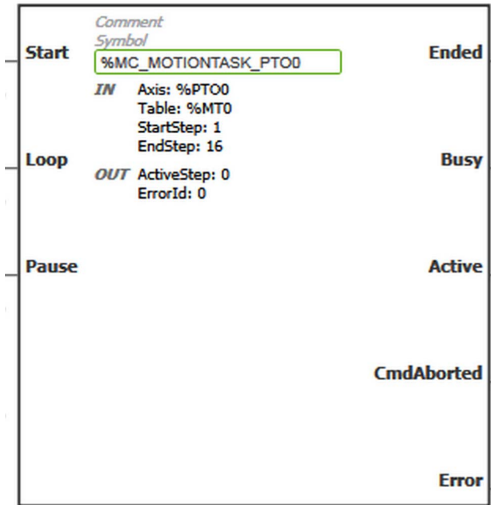 Comment
Symbol
Start
%MC_MOTIONTASK_PTO0
Ended
IN Axis: %PTO0
Table: %MT0
StartStep: 1
EndStep: 16
Loop
Busy
OUT ActiveStep: 0
ErrorId: 0
Pause
Active
CmdAborted
Error